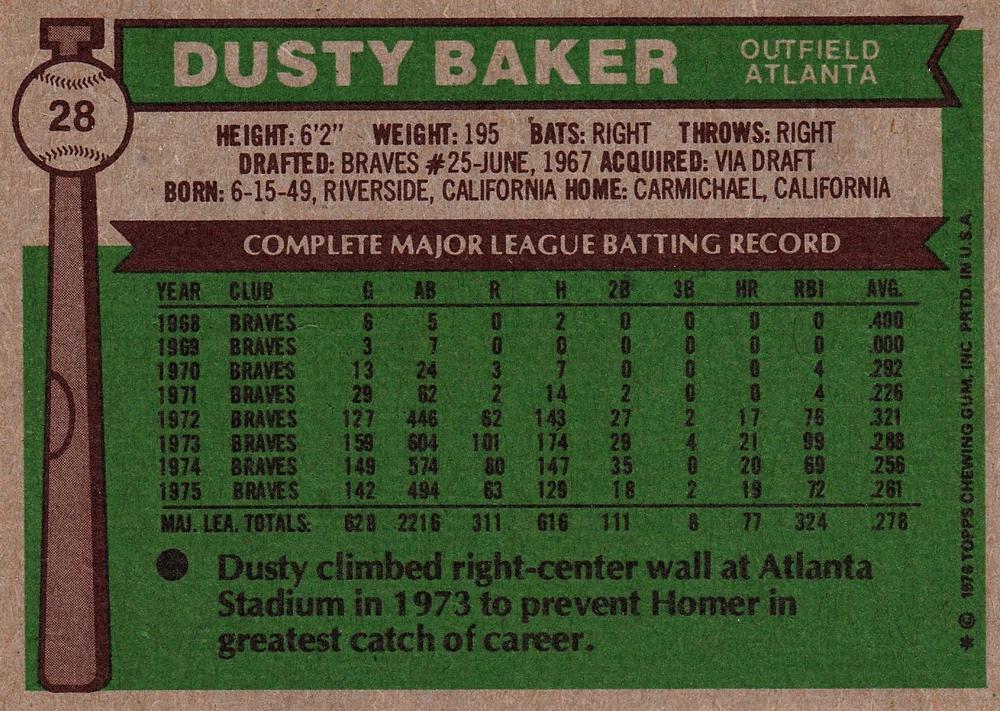 DUSTY BAKER
OUTFIELD
ATLANTA
28
HEIGHT: 6'2" WEIGHT: 195 BATS: RIGHT THROWS: RIGHT
DRAFTED: BRAVES #25-JUNE, 1967 ACQUIRED: VIA DRAFT
BORN: 6-15-49, RIVERSIDE, CALIFORNIA HOME: CARMICHAEL, CALIFORNIA
COMPLETE MAJOR LEAGUE BATTING RECORD
YEAR CLUB G AB R H 2B 3B HR RBI AVG.
1968 BRAVES 6 5 0 2 0 0 0 0 .400
1969 BRAVES 3 7 0 0 0 0 0 0 .000
1970 BRAVES 13 24 3 7 0 0 0 4 .292
1971 BRAVES 29 62 2 14 2 0 0 4 .226
1972 BRAVES 127 446 62 143 27 2 17 76 .321
1973 BRAVES 159 604 101 174 29 4 21 99 .288
1974 BRAVES 149 574 80 147 35 0 20 69 .256
1975 BRAVES 142 494 63 129 18 2 19 72 .261
MAJ. LEA. TOTALS: 628 2216 311 616 111 8 77 324 .278
Dusty climbed right-center wall at Atlanta
Stadium in 1973 to prevent Homer in
greatest catch of career.
* © 1976 TOPPS CHEWING GUM, INC PRTD. IN U.S.A.